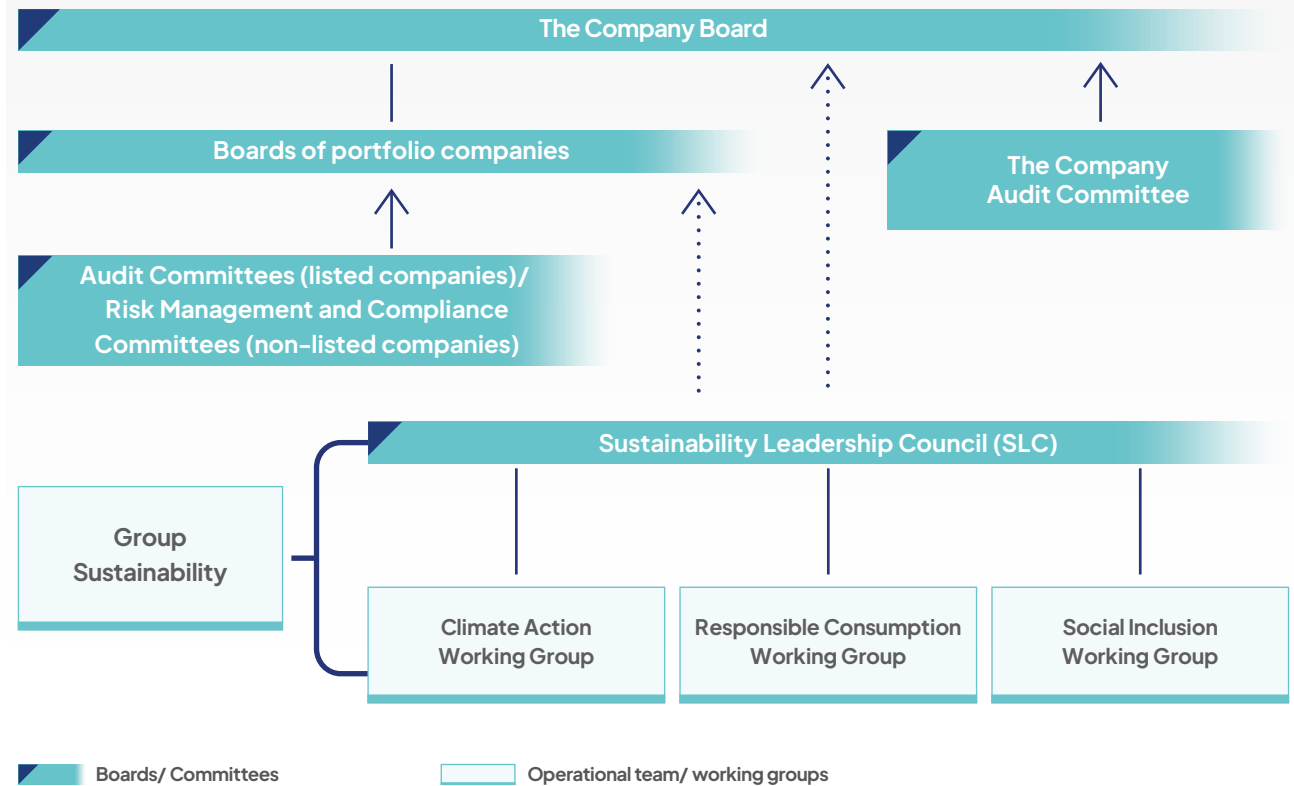 The Company Board
Boards of portfolio companies
The Company
Audit Committee
Audit Committees (listed companies)/
Risk Management and Compliance
Committees (non-listed companies)
Sustainability Leadership Council (SLC)
Group
Sustainability
Climate Action
Working Group
Responsible Consumption
Working Group
Social Inclusion
Working Group
Boards/ Committees
Operational team/ working groups